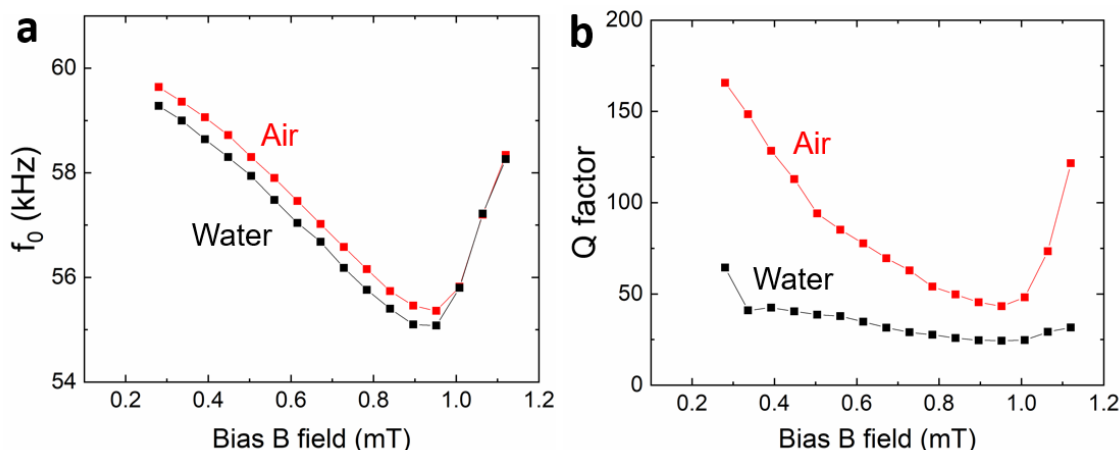 a
60
58
56
54
f₀ (kHz)
Air
Water
0.2 0.4 0.6 0.8 1.0 1.2
Bias B field (mT)
b
200
150
100
50
0
Q factor
Air
Water
0.2 0.4 0.6 0.8 1.0 1.2
Bias B field (mT)